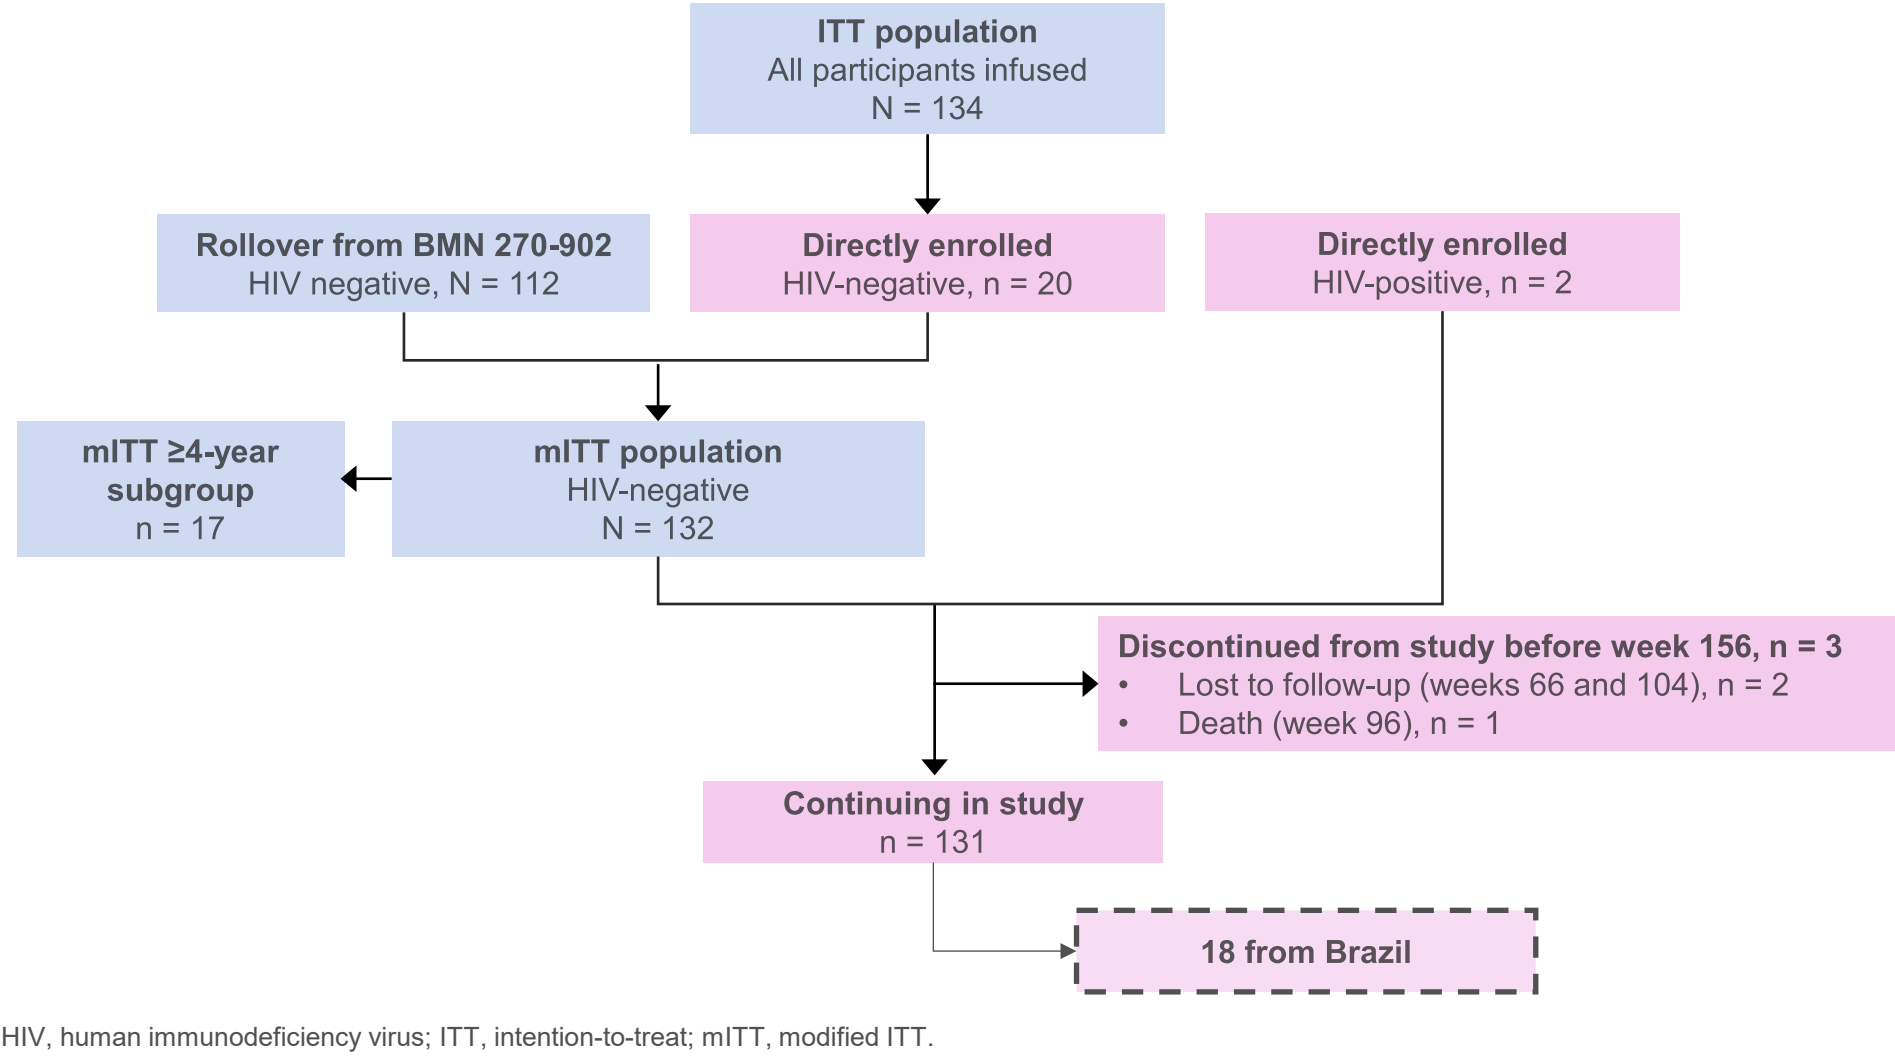 ITT population
All participants infused
N = 134
Rollover from BMN 270-902
HIV negative, N = 112
Directly enrolled
HIV-negative, n = 20
Directly enrolled
HIV-positive, n = 2
mITT ≥4-year
subgroup
n = 17
mITT population
HIV-negative
N = 132
Discontinued from study before week 156, n = 3
• Lost to follow-up (weeks 66 and 104), n = 2
• Death (week 96), n = 1
Continuing in study
n = 131
18 from Brazil
HIV, human immunodeficiency virus; ITT, intention-to-treat; mITT, modified ITT.